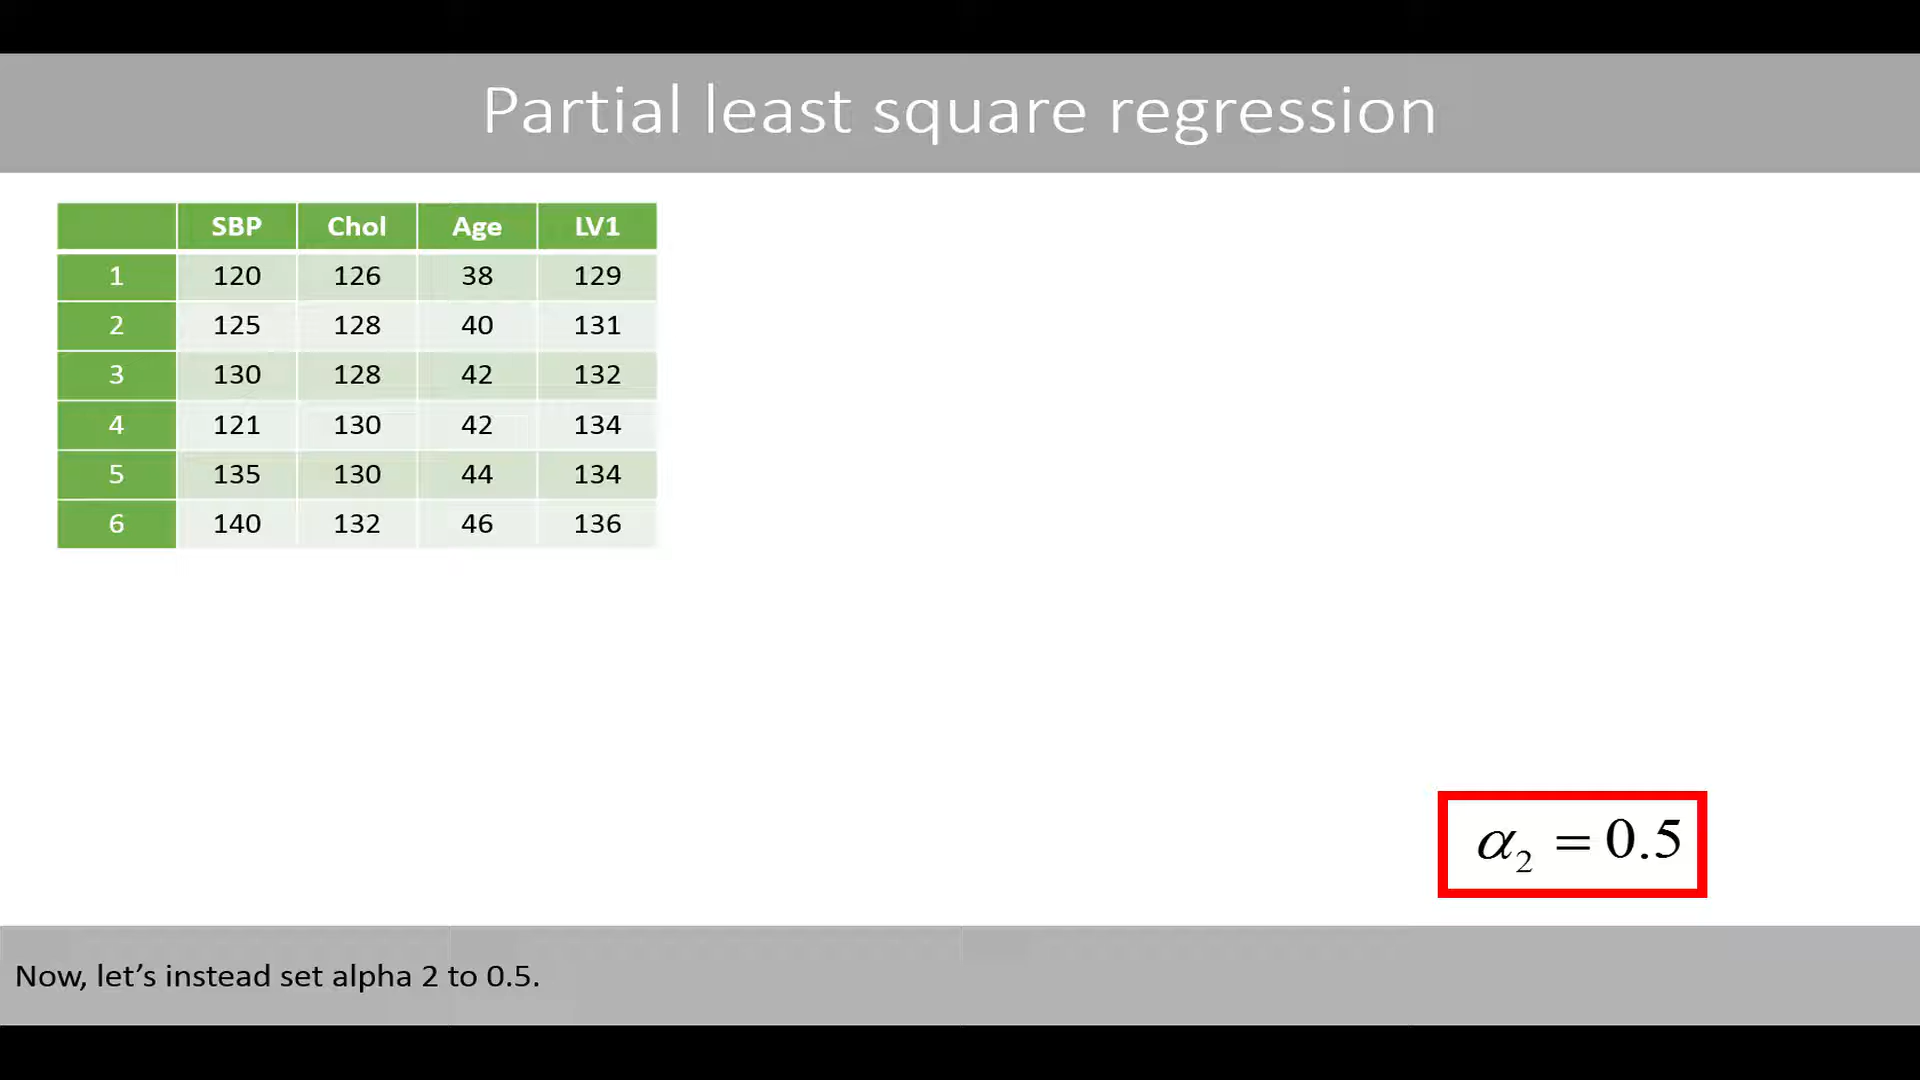 Partial least square regression
SBP Chol Age LV1
1 120 126 38 129
2 125 128 40 131
3 130 128 42 132
4 121 130 42 134
5 135 130 44 134
6 140 132 46 136
α₂ = 0.5
Now, let’s instead set alpha 2 to 0.5.